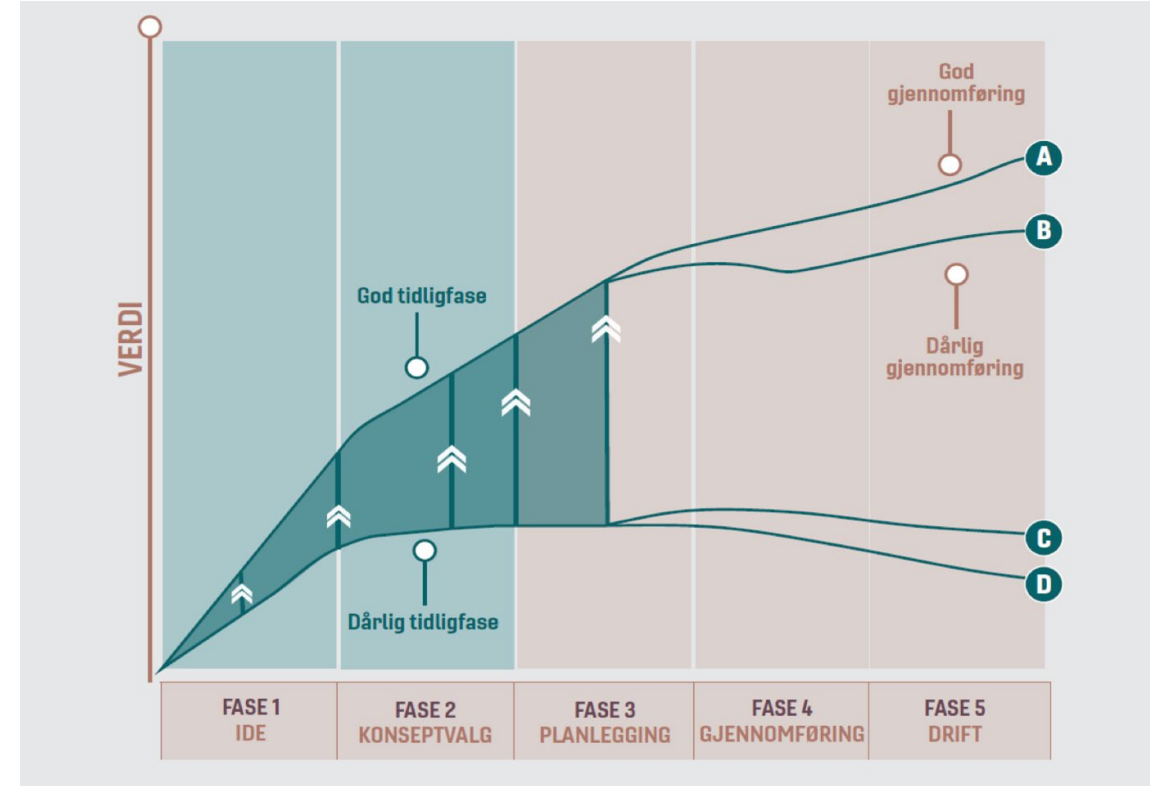 God
gjennomføring
A
B
God tidligfase
VERDI
Dårlig
gjennomføring
C
D
Dårlig tidligfase
FASE 1
IDE
FASE 2
KONSEPTVALG
FASE 3
PLANLEGGING
FASE 4
GJENNOMFØRING
FASE 5
DRIFT